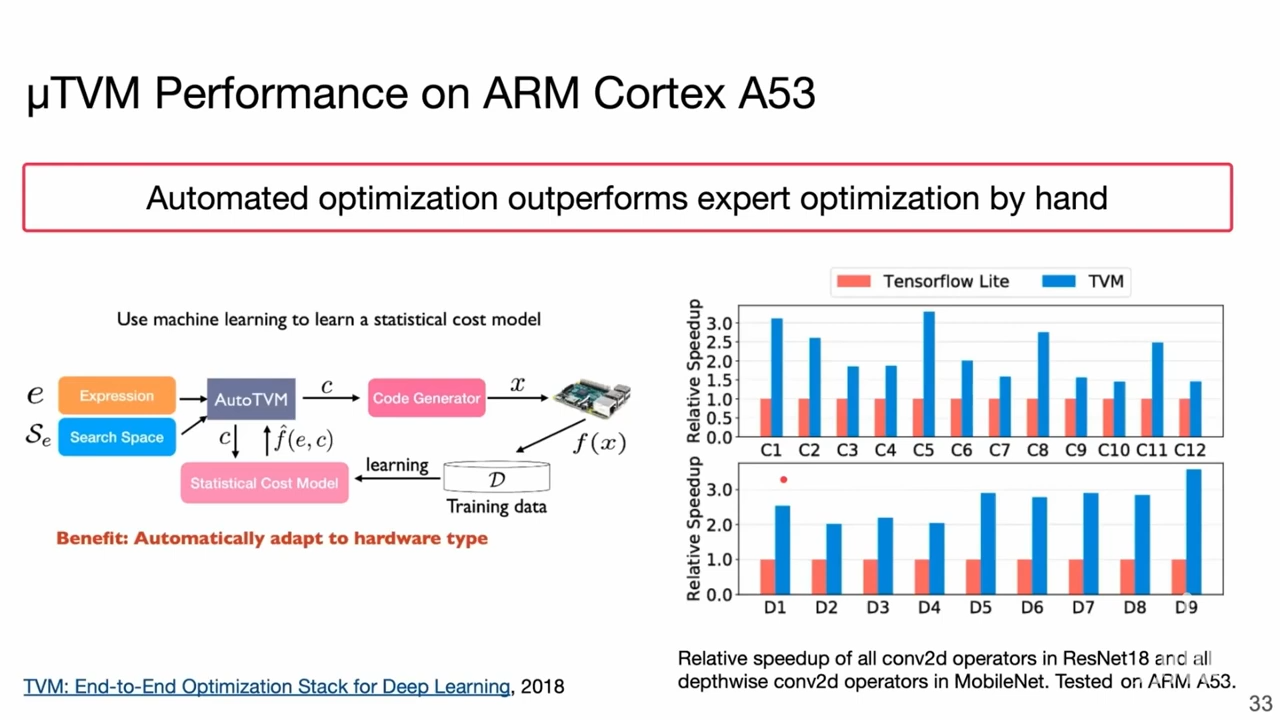 µTVM Performance on ARM Cortex A53
Automated optimization outperforms expert optimization by hand
Use machine learning to learn a statistical cost model
e
Expression
AutoTVM
c
Code Generator
x
Sₑ
Search Space
c
f̂(e, c)
f(x)
Statistical Cost Model
learning
D
Training data
Benefit: Automatically adapt to hardware type
Tensorflow Lite
TVM
Relative Speedup
3.0
2.5
2.0
1.5
1.0
0.5
0.0
C1 C2 C3 C4 C5 C6 C7 C8 C9 C10 C11 C12
Relative Speedup
3.0
2.0
1.0
0.0
D1 D2 D3 D4 D5 D6 D7 D8 D9
Relative speedup of all conv2d operators in ResNet18 and all
depthwise conv2d operators in MobileNet. Tested on ARM A53.
TVM: End-to-End Optimization Stack for Deep Learning, 2018
33